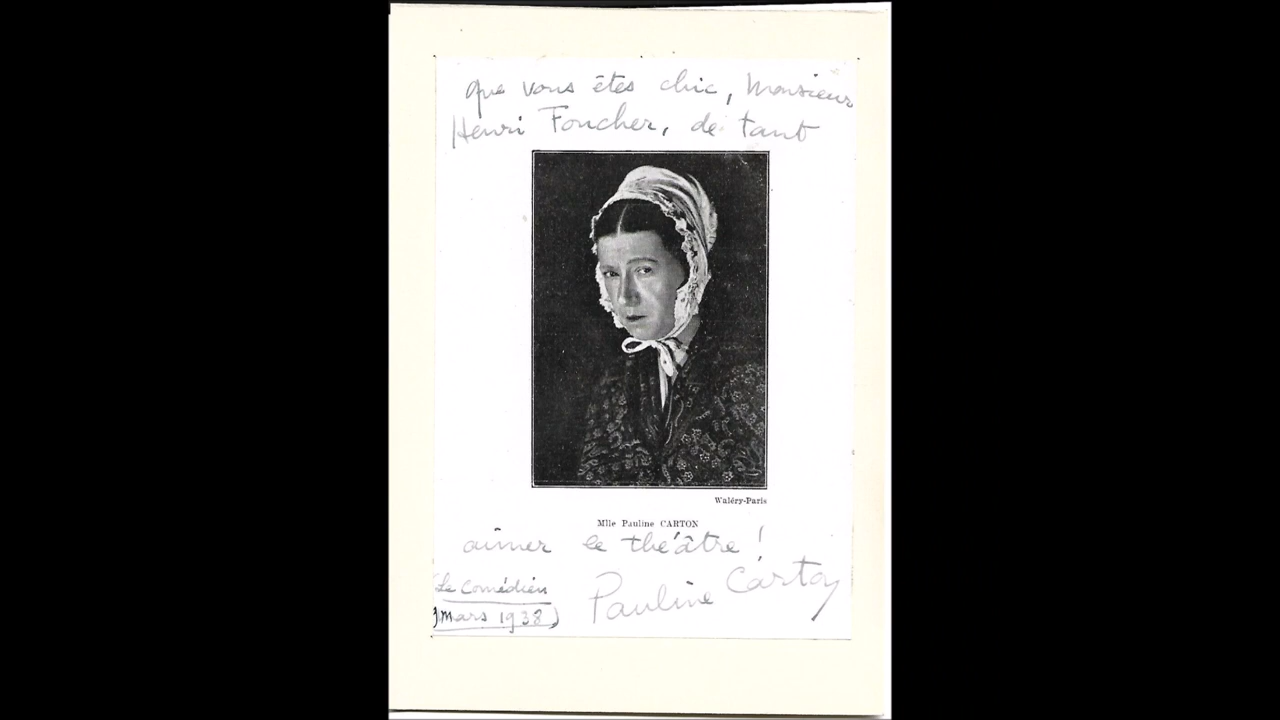 que vous êtes chic, Monsieur
Henri Foucher, de tant
Waléry-Paris
Mlle Pauline CARTON
aimer le théâtre !
Pauline Carton
Le Comédien
(mars 1938)